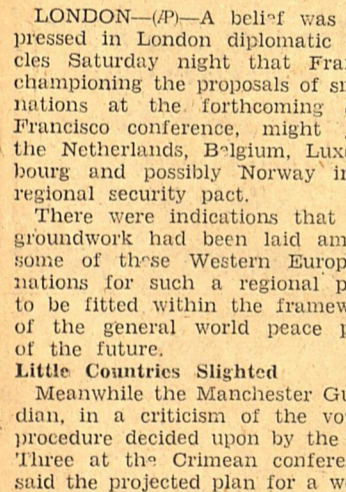 LONDON—(AP)—A belief was
pressed in London diplomatic
cles Saturday night that Fra
championing the proposals of sm
nations at the forthcoming
Francisco conference, might
the Netherlands, Belgium, Lux
bourg and possibly Norway in
regional security pact.
There were indications that
groundwork had been laid am
some of these Western Europ
nations for such a regional p
to be fitted within the framew
of the general world peace p
of the future.
Little Countries Slighted
Meanwhile the Manchester Gu
dian, in a criticism of the vo
procedure decided upon by the
Three at the Crimean confere
said the projected plan for a w